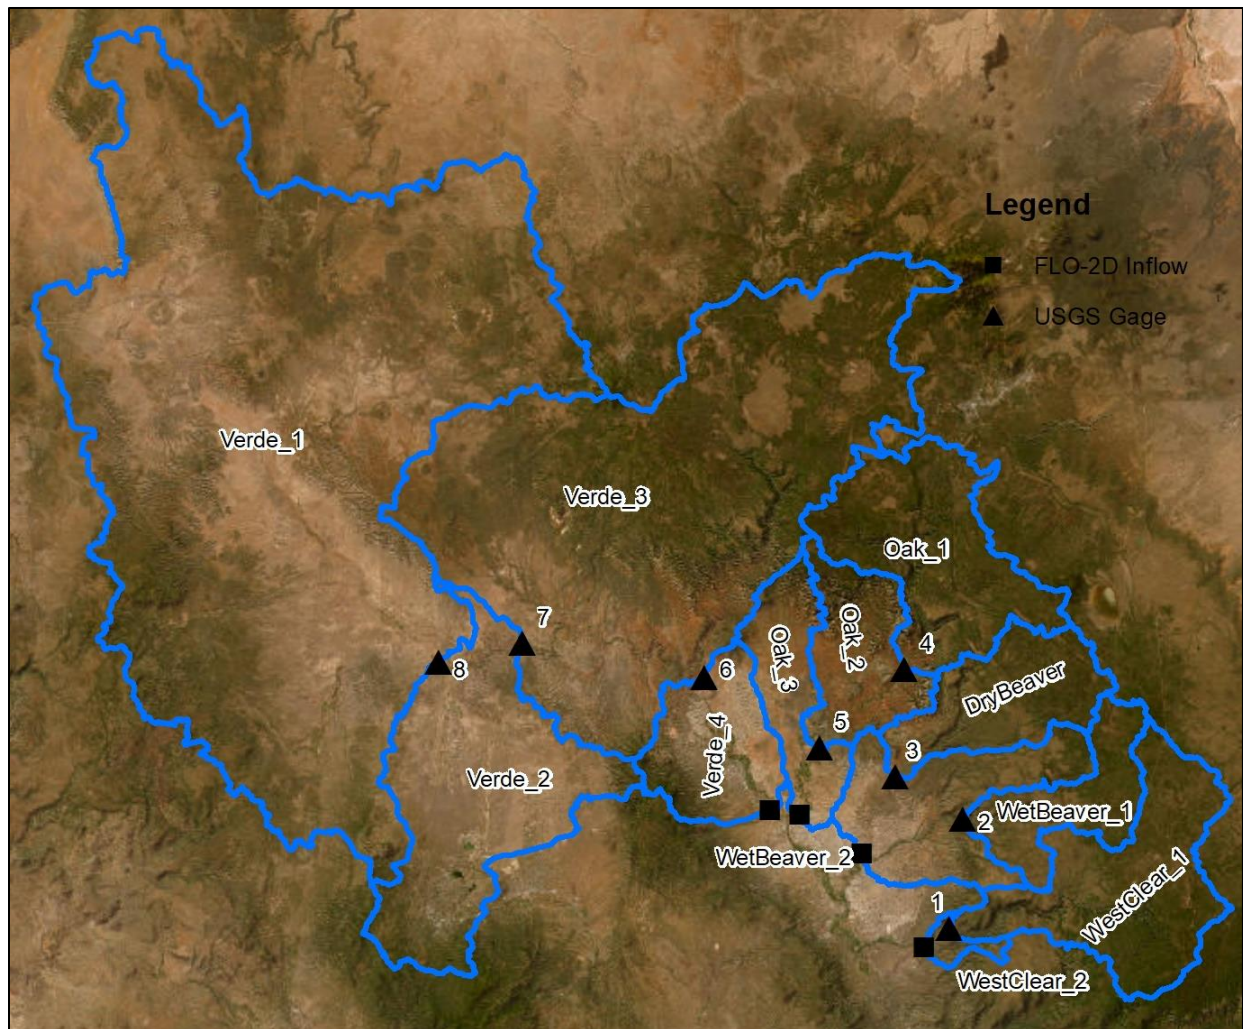 Legend
FLO-2D Inflow
USGS Gage
Verde_1
Verde_3
Oak_1
Oak_2
Oak_3
7
4
8
6
DryBeaver
5
3
Verde_4
Verde_2
WetBeaver_1
2
WetBeaver_2
WestClear_1
1
WestClear_2